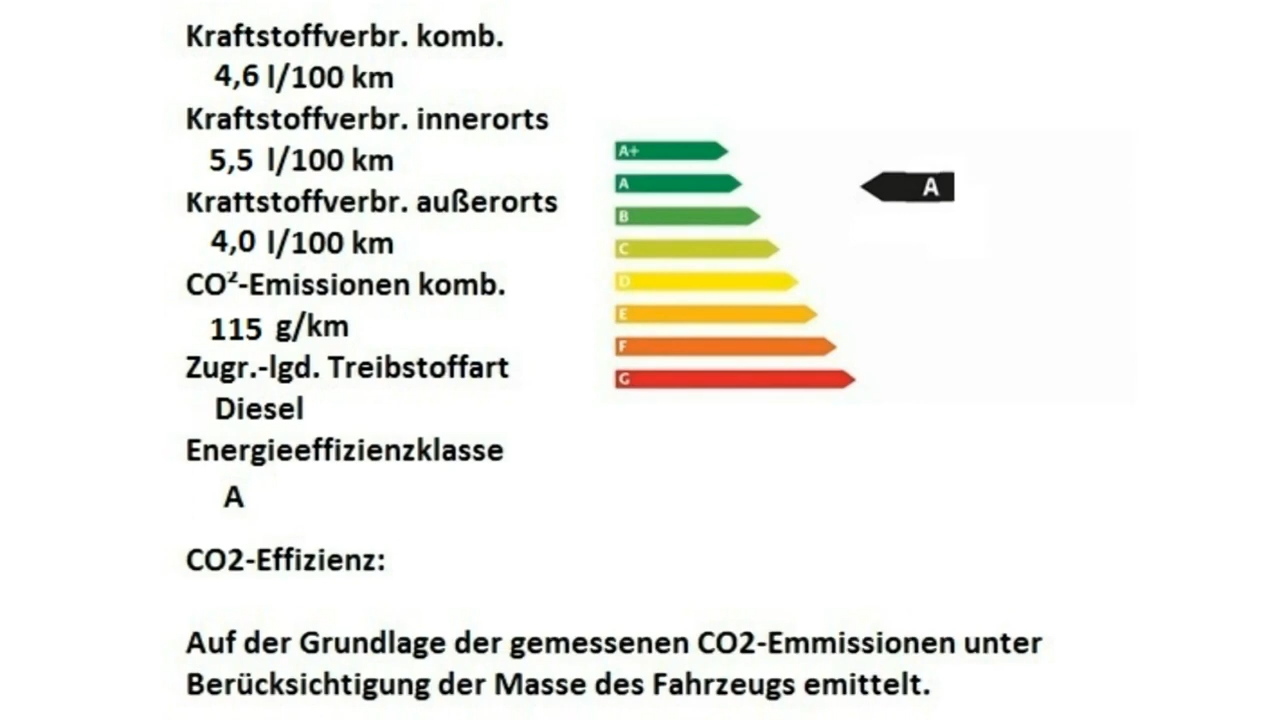 Kraftstoffverbr. komb.
4,6 l/100 km
Kraftstoffverbr. innerorts
5,5 l/100 km
Kraftstoffverbr. außerorts
4,0 l/100 km
CO²-Emissionen komb.
115 g/km
Zugr.-lgd. Treibstoffart
Diesel
Energieeffizienzklasse
A
CO2-Effizienz:
Auf der Grundlage der gemessenen CO2-Emmissionen unter
Berücksichtigung der Masse des Fahrzeugs emittelt.
A+
A
A
B
C
D
E
F
G